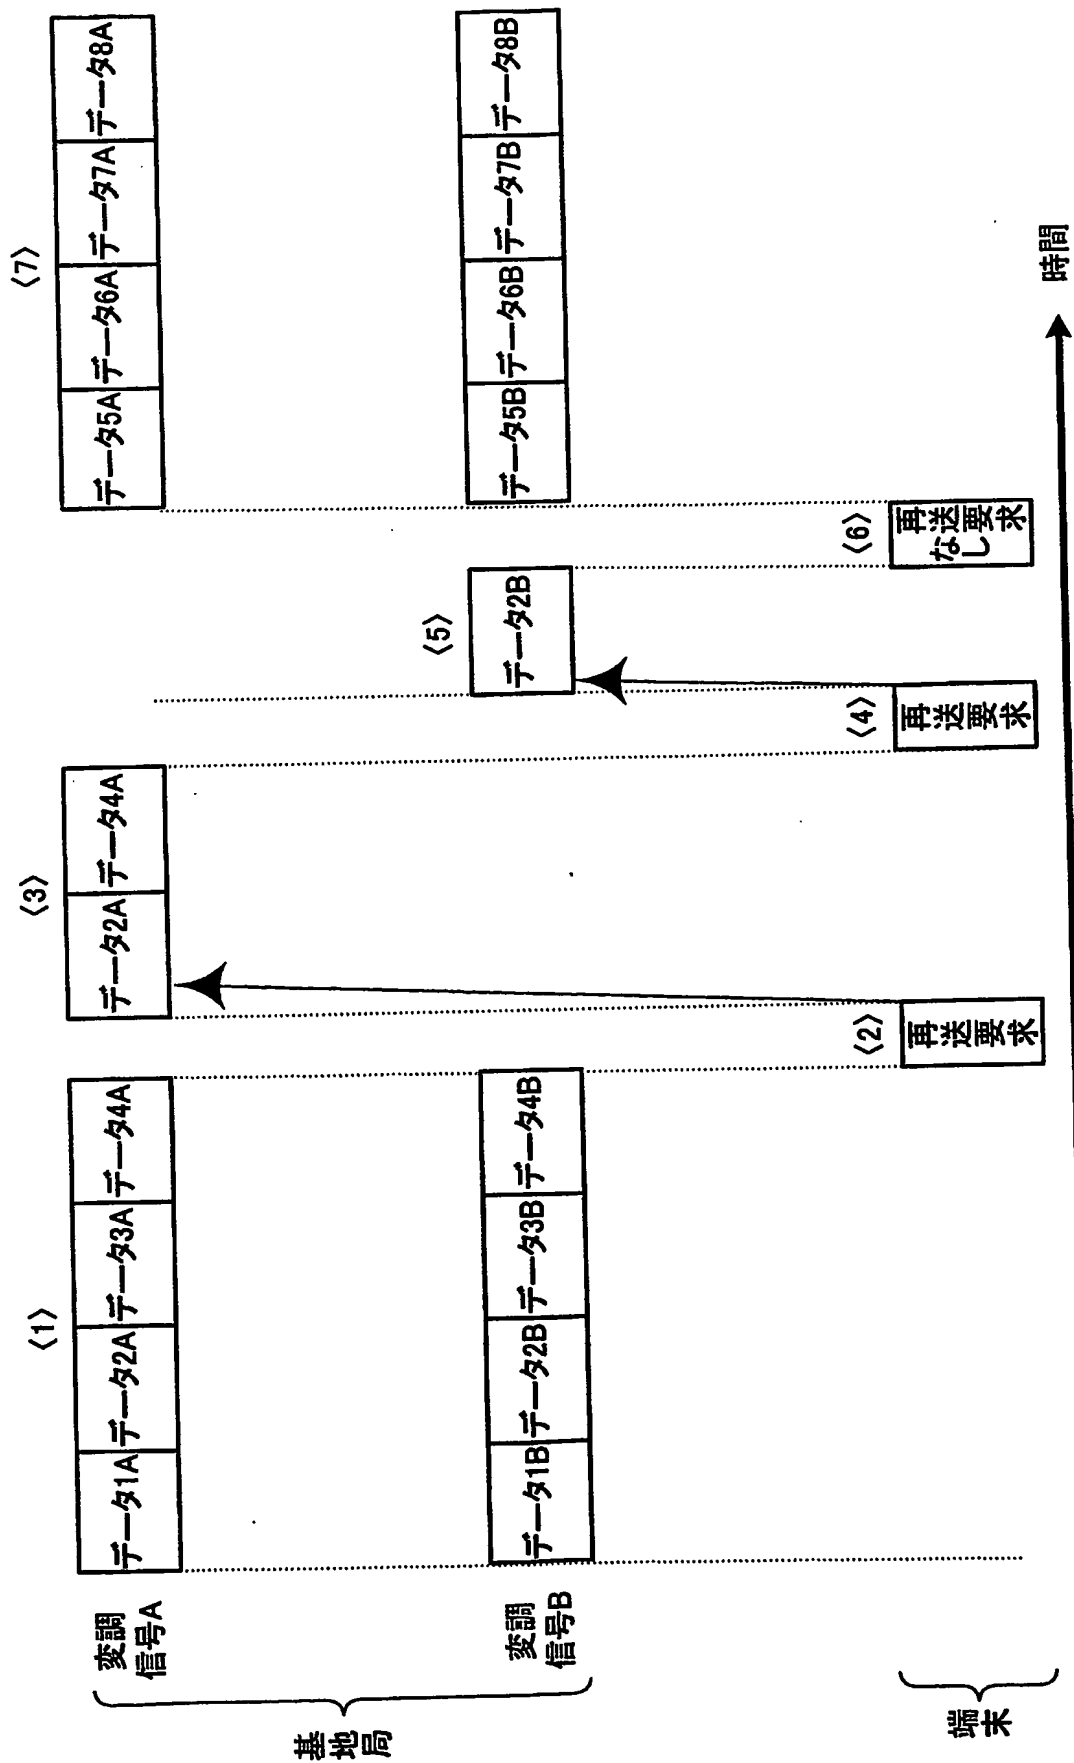 〈1〉
〈3〉
〈7〉
変調
信号A
データ1A
データ2A
データ3A
データ4A
データ2A
データ4A
データ5A
データ6A
データ7A
データ8A
基地局
〈5〉
変調
信号B
データ1B
データ2B
データ3B
データ4B
データ2B
データ5B
データ6B
データ7B
データ8B
〈2〉
〈4〉
〈6〉
端末
再送要求
再送要求
再送要求
なし
時間